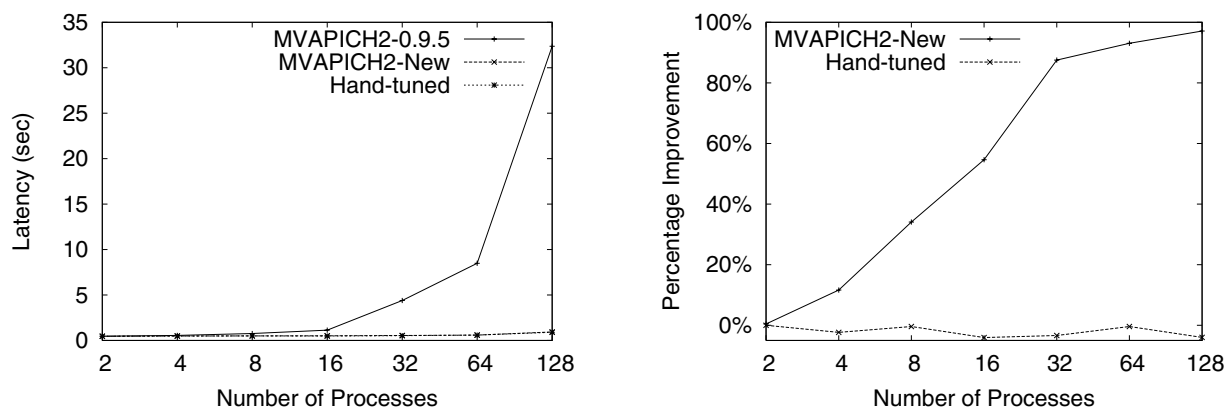 35
30
25
20
15
10
5
0
Latency (sec)
MVAPICH2-0.9.5
MVAPICH2-New
Hand-tuned
2 4 8 16 32 64 128
Number of Processes
100%
80%
60%
40%
20%
0%
Percentage Improvement
MVAPICH2-New
Hand-tuned
2 4 8 16 32 64 128
Number of Processes